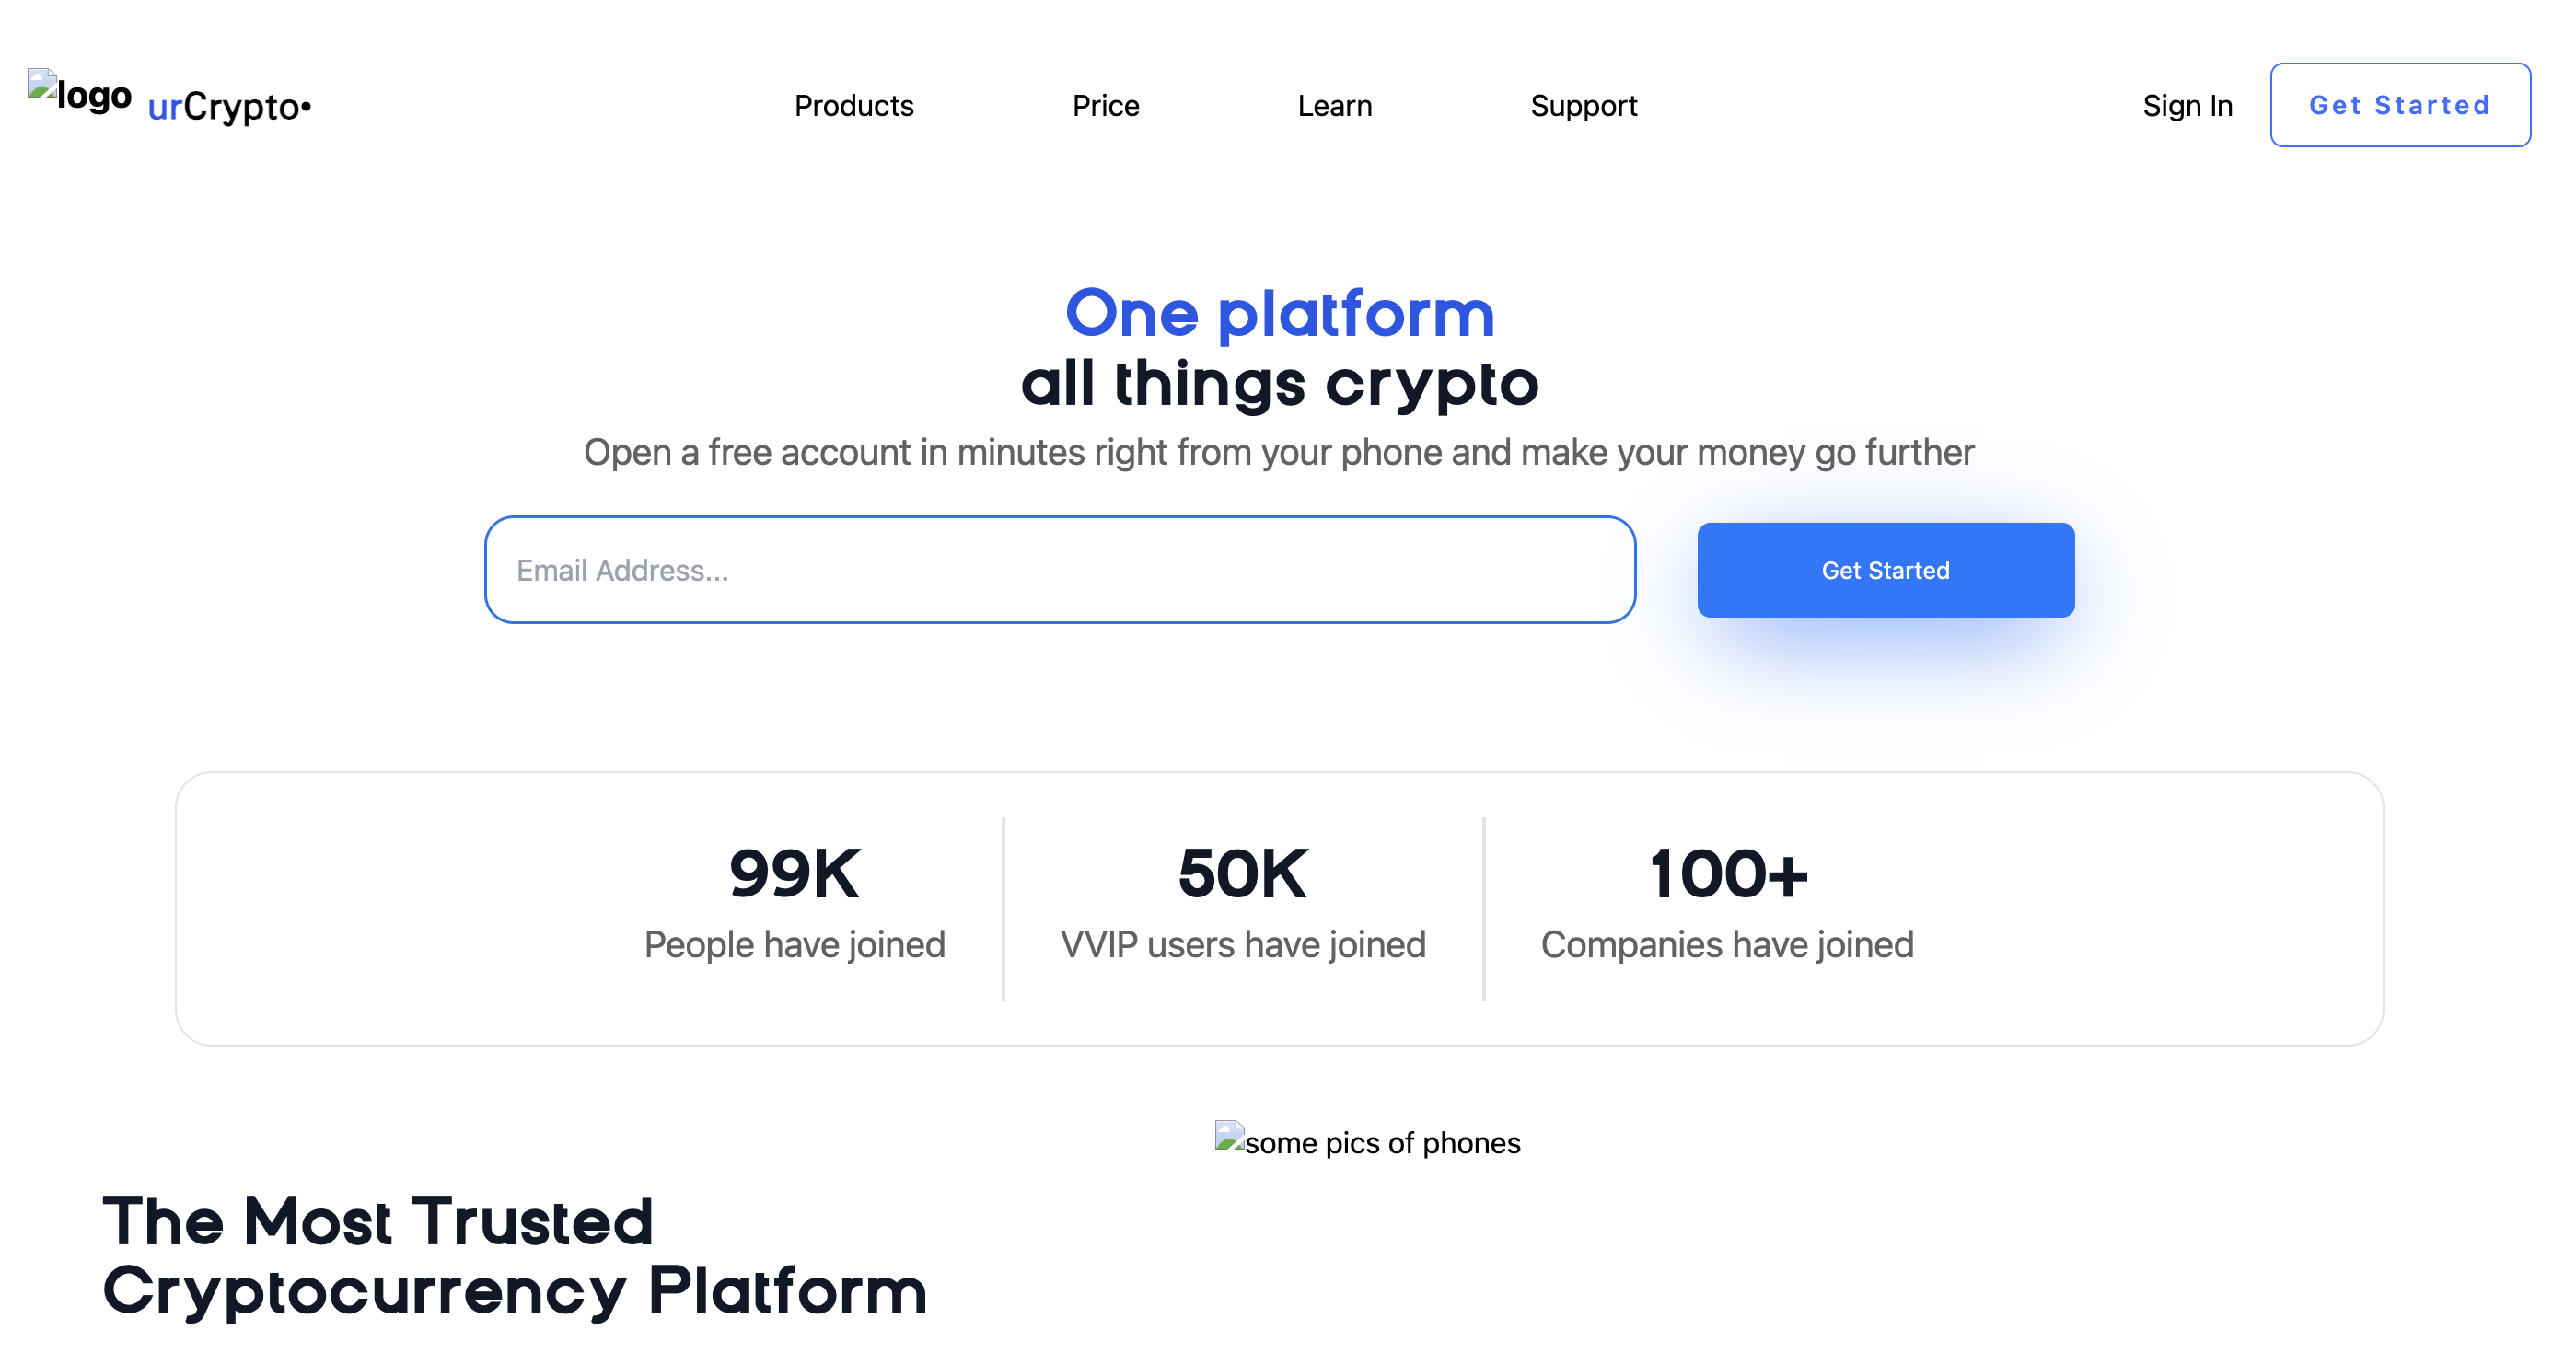 logo urCrypto•
Products Price Learn Support
Sign In Get Started
One platform
all things crypto
Open a free account in minutes right from your phone and make your money go further
Email Address...
Get Started
99K
People have joined
50K
VVIP users have joined
100+
Companies have joined
some pics of phones
The Most Trusted
Cryptocurrency Platform